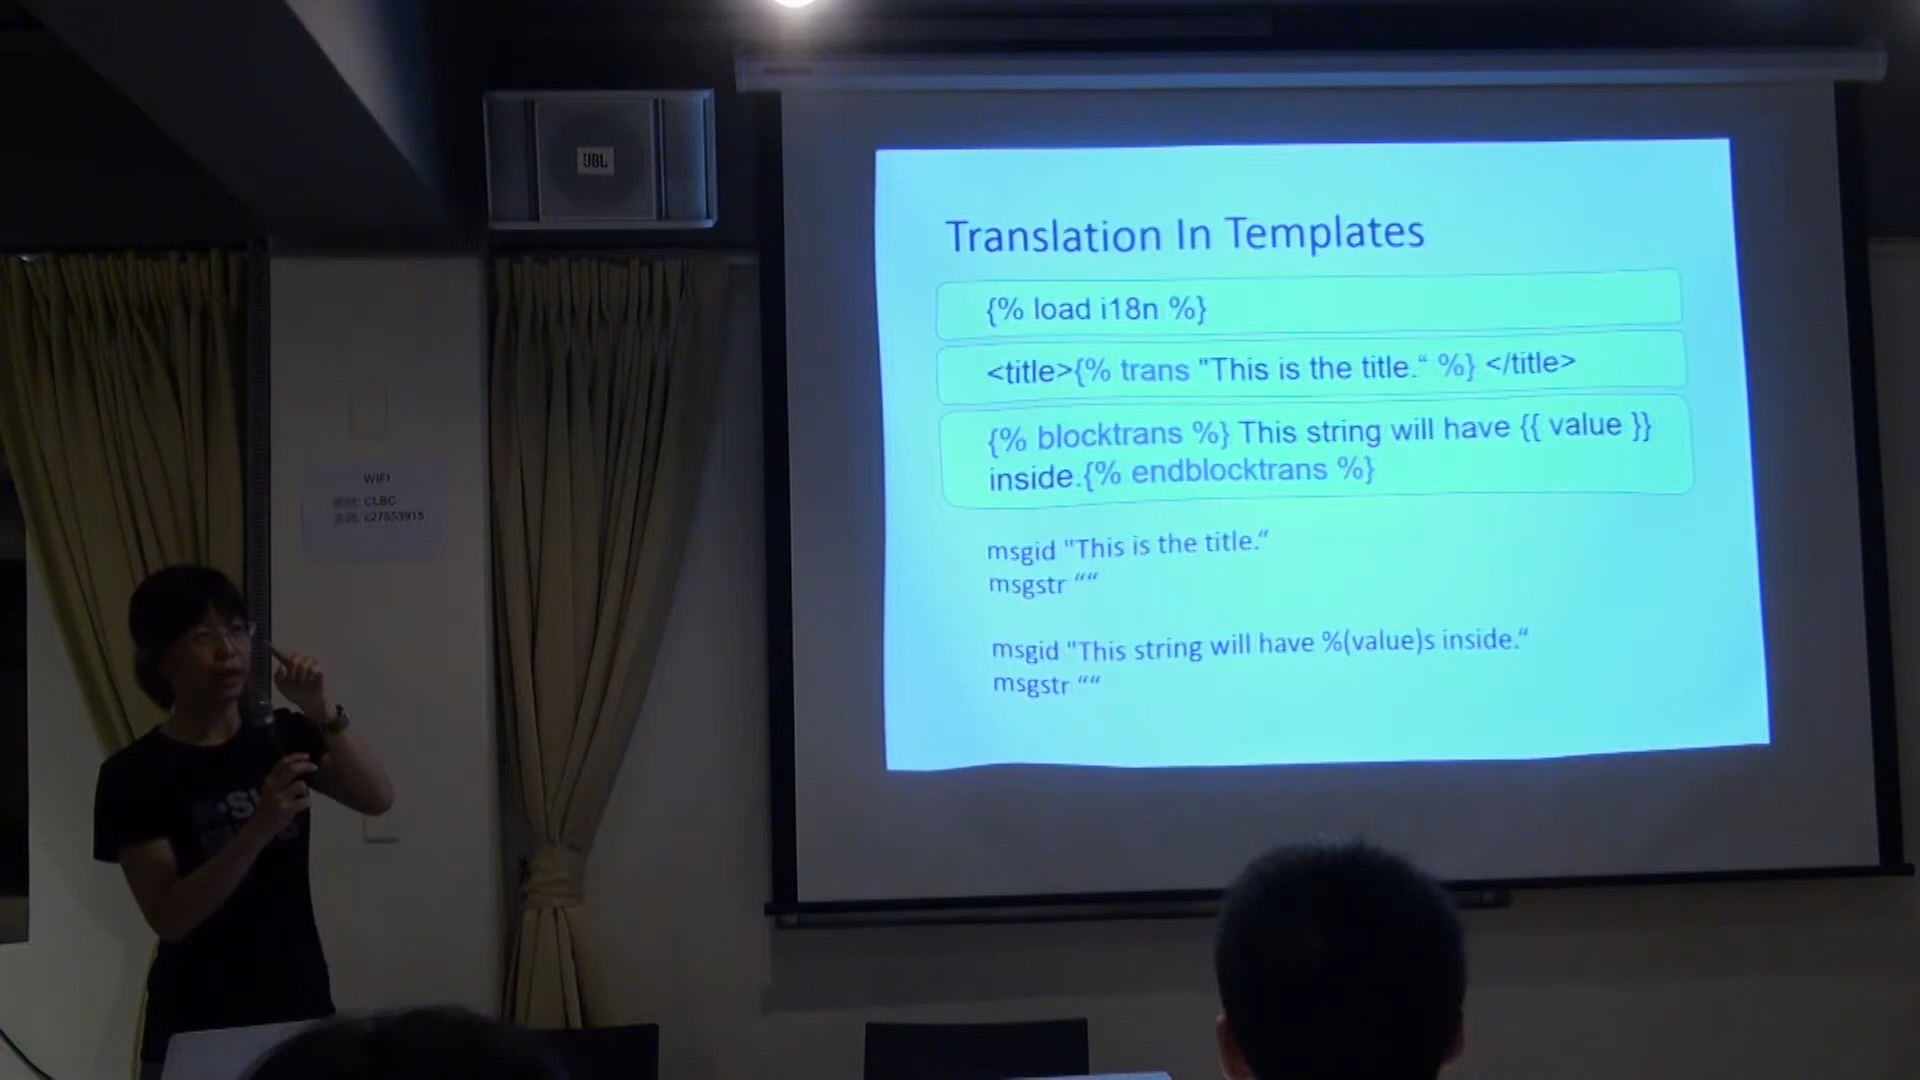 JBL
Translation In Templates
{% load i18n %}
<title>{% trans "This is the title.“ %} </title>
{% blocktrans %} This string will have {{ value }}
inside.{% endblocktrans %}
msgid "This is the title.“
msgstr ““
msgid "This string will have %(value)s inside.“
msgstr ““
WIFI
CLBC
c27553915